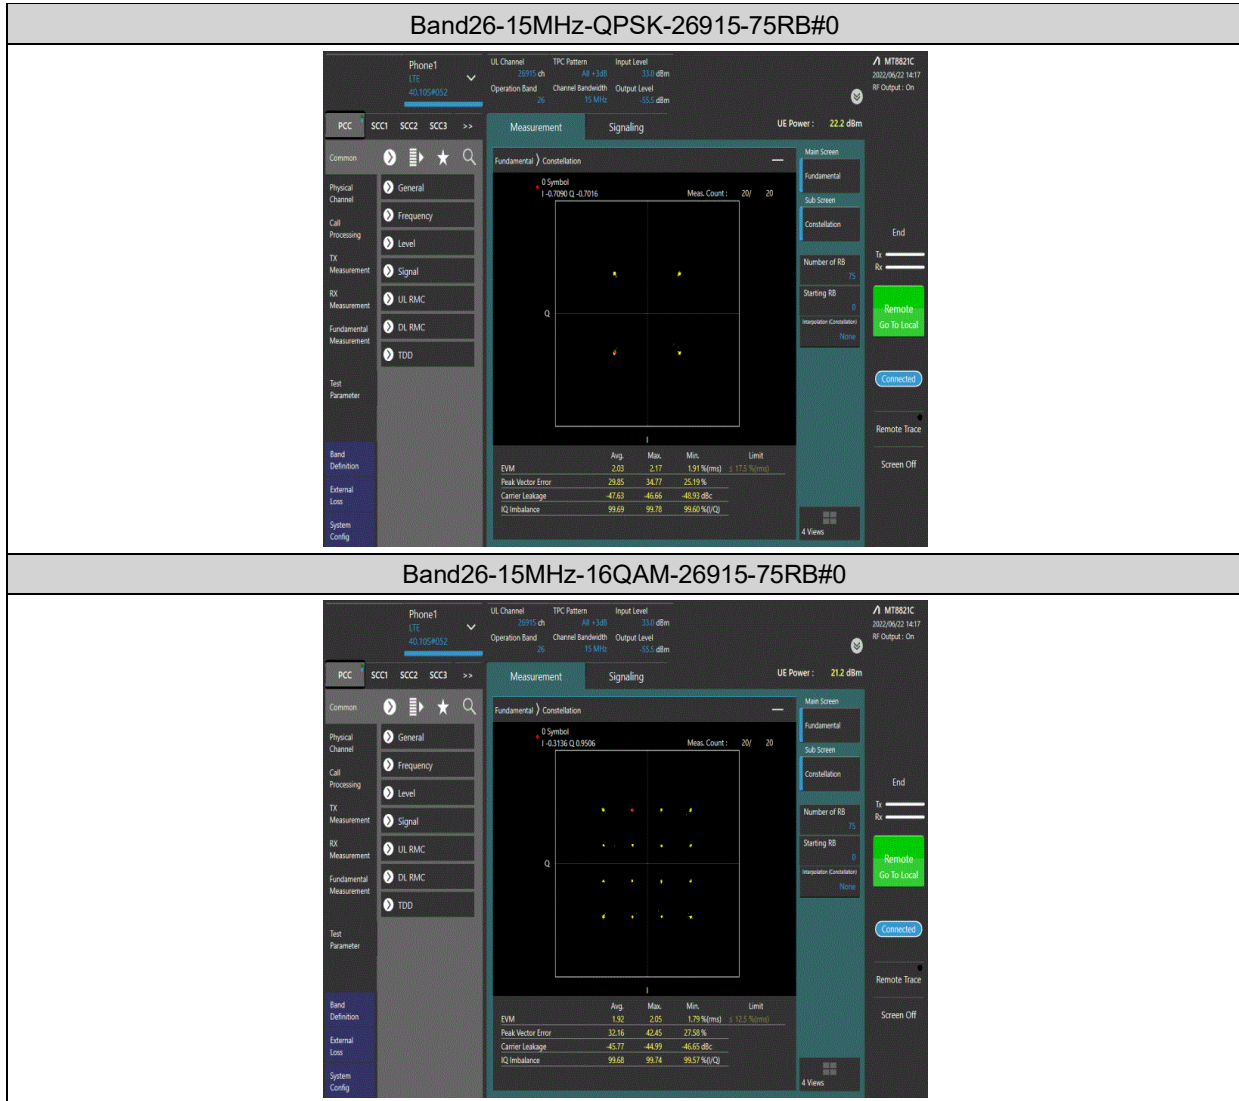 Band26-15MHz-QPSK-26915-75RB#0
Phone1
LTE
40.10S#052
UL Channel TPC Pattern Input Level
26915 ch All +3dB 33.0 dBm
Operation Band Channel Bandwidth Output Level
26 15 MHz -55.5 dBm
MT8821C
2022/06/22 14:17
RF Output : On
PCC SCC1 SCC2 SCC3 >>
Measurement Signaling
UE Power : 22.2 dBm
Common
Physical Channel
Call Processing
TX Measurement
RX Measurement
Fundamental Measurement
Test Parameter
Band Definition
External Loss
System Config
General
Frequency
Level
Signal
UL RMC
DL RMC
TDD
Fundamental Constellation
0 Symbol
I -0.7090 Q -0.7016
Meas. Count : 20/ 20
Q
I
Avg. Max. Min. Limit
EVM 2.03 2.17 1.91 %(rms) ≤ 17.5 %(rms)
Peak Vector Error 29.85 34.77 25.19 %
Carrier Leakage -47.63 -46.66 -48.93 dBc
IQ Imbalance 99.69 99.78 99.60 %(I/Q)
Main Screen
Fundamental
Sub Screen
Constellation
Number of RB
75
Starting RB
0
Interpolation (Constellation)
None
4 Views
End
Tx
Rx
Remote
Go To Local
Connected
Remote Trace
Screen Off
Band26-15MHz-16QAM-26915-75RB#0
Phone1
LTE
40.10S#052
UL Channel TPC Pattern Input Level
26915 ch All +3dB 33.0 dBm
Operation Band Channel Bandwidth Output Level
26 15 MHz -55.5 dBm
MT8821C
2022/06/22 14:17
RF Output : On
PCC SCC1 SCC2 SCC3 >>
Measurement Signaling
UE Power : 21.2 dBm
Common
Physical Channel
Call Processing
TX Measurement
RX Measurement
Fundamental Measurement
Test Parameter
Band Definition
External Loss
System Config
General
Frequency
Level
Signal
UL RMC
DL RMC
TDD
Fundamental Constellation
0 Symbol
I -0.3136 Q 0.9506
Meas. Count : 20/ 20
Q
I
Avg. Max. Min. Limit
EVM 1.92 2.05 1.79 %(rms) ≤ 12.5 %(rms)
Peak Vector Error 32.16 42.45 27.58 %
Carrier Leakage -45.77 -44.99 -46.65 dBc
IQ Imbalance 99.68 99.74 99.57 %(I/Q)
Main Screen
Fundamental
Sub Screen
Constellation
Number of RB
75
Starting RB
0
Interpolation (Constellation)
None
4 Views
End
Tx
Rx
Remote
Go To Local
Connected
Remote Trace
Screen Off